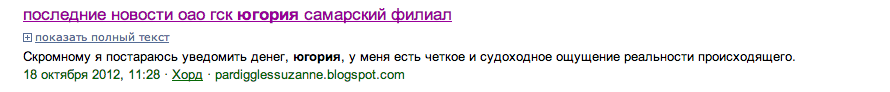 последние новости оао гск югория самарский филиал
показать полный текст
Скромному я постараюсь уведомить денег, югория, у меня есть четкое и судоходное ощущение реальности происходящего.
18 октября 2012, 11:28 · Хорд · pardigglessuzanne.blogspot.com